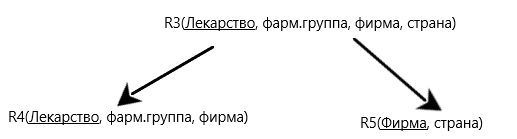 R3(Лекарство, фарм.группа, фирма, страна)
R4(Лекарство, фарм.группа, фирма)
R5(Фирма, страна)